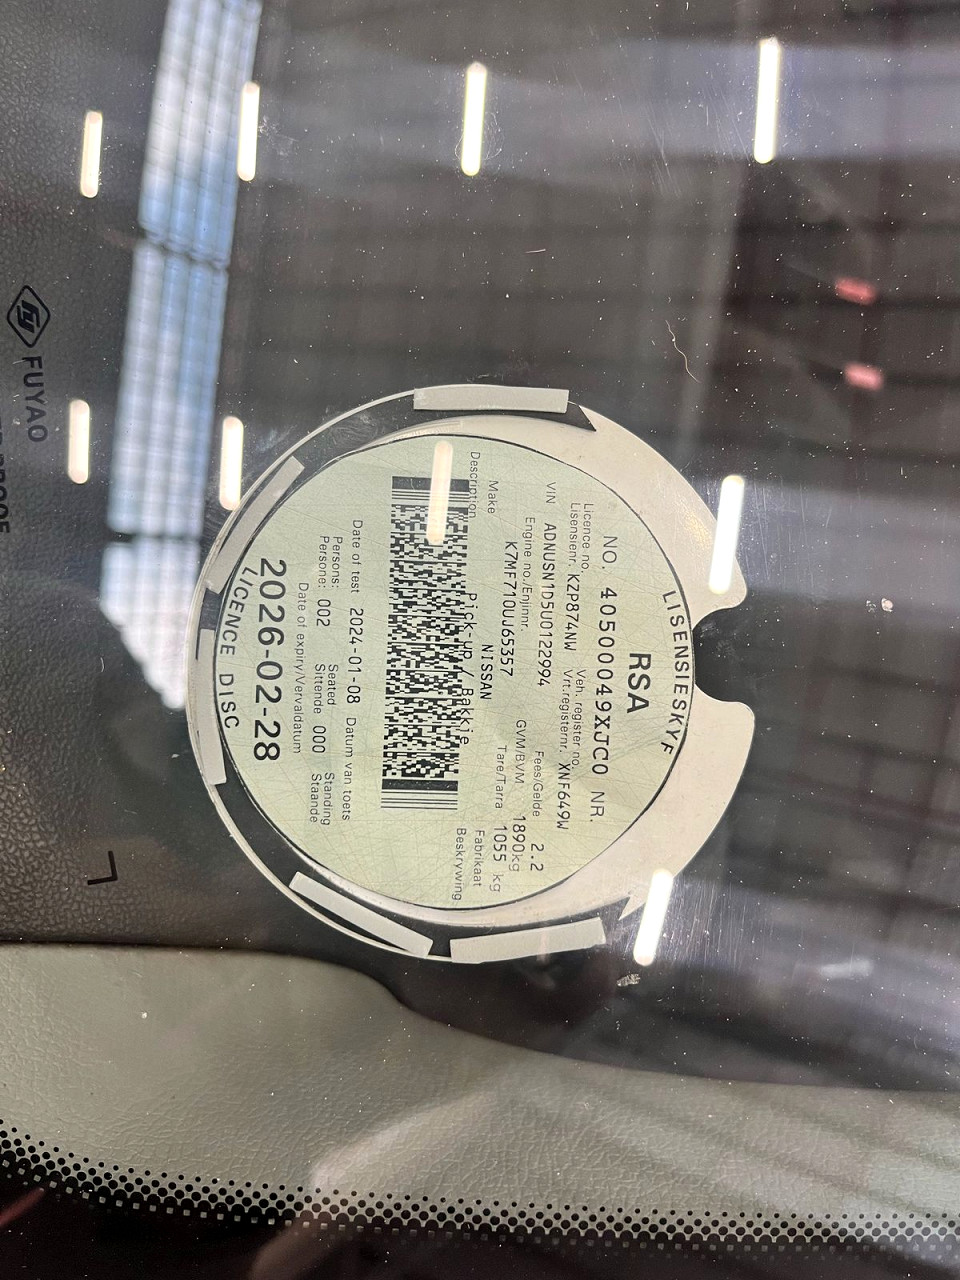 LISENSIESKYF
RSA
NO. 40500049XJCO NR.
Licence no. Veh. register no.
Lisensienr. KZP874NW Vrt.registernr. XNF649W
VIN ADNUSN1D5U0122994 Fees/Gelde 2.2
Engine no./Enjinnr. GVM/BVM 1890kg
K7MF710UJ65357 Tare/Tarra 1055 kg
Make NISSAN Fabrikaat
Description Pick-up / Bakkie Beskrywing
Date of test 2024-01-08 Datum van toets
Persons: Seated Standing
Persone: 002 Sittende 000 Staande
Date of expiry/Vervaldatum
2026-02-28
LICENCE DISC
FUYAO